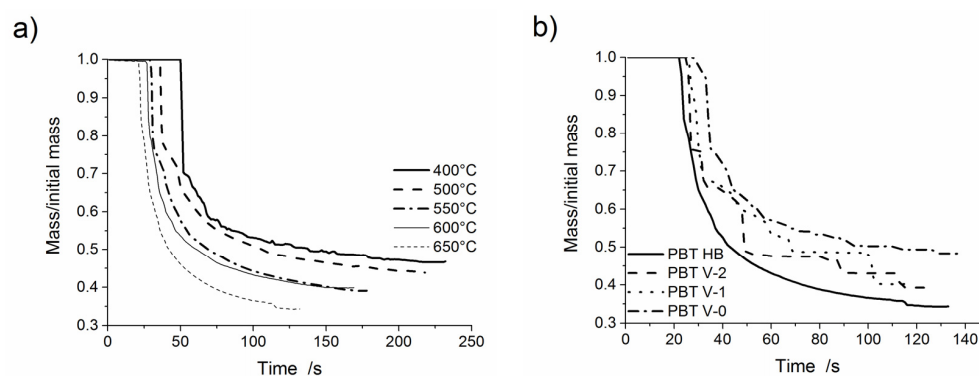 a)
1.0
0.9
0.8
0.7
0.6
0.5
0.4
0.3
Mass/initial mass
400°C
500°C
550°C
600°C
650°C
0 50 100 150 200 250
Time /s
b)
1.0
0.9
0.8
0.7
0.6
0.5
0.4
0.3
Mass/initial mass
PBT HB
PBT V-2
PBT V-1
PBT V-0
0 20 40 60 80 100 120 140
Time /s